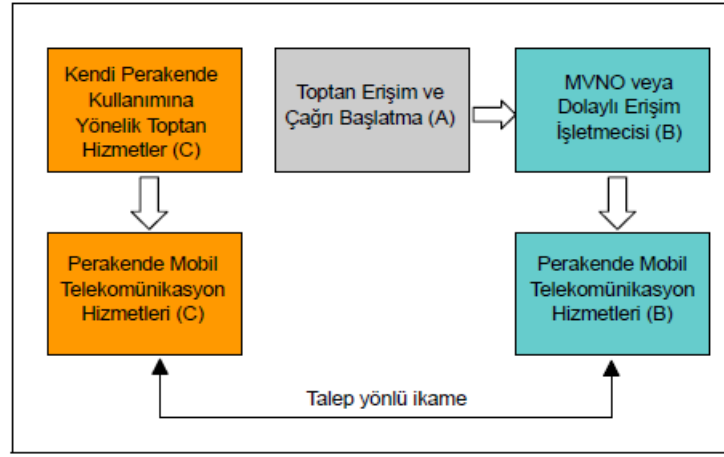 Kendi Perakende
Kullanımına
Yönelik Toptan
Hizmetler (C)
Toptan Erişim ve
Çağrı Başlatma (A)
MVNO veya
Dolaylı Erişim
İşletmecisi (B)
Perakende Mobil
Telekomünikasyon
Hizmetleri (C)
Perakende Mobil
Telekomünikasyon
Hizmetleri (B)
Talep yönlü ikame